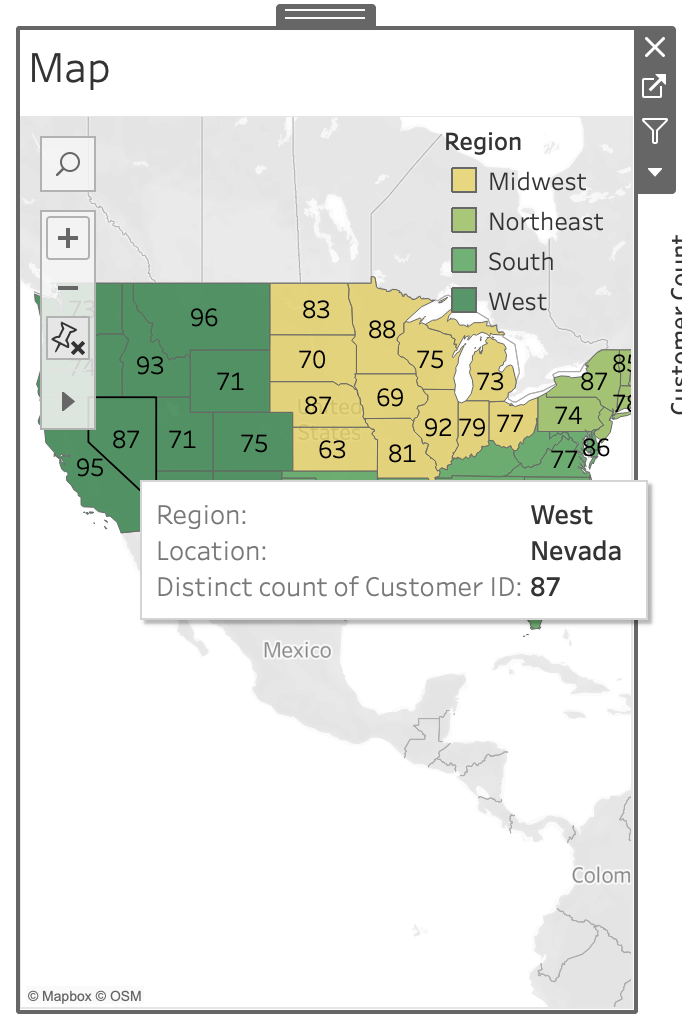 Map
Region
Midwest
Northeast
South
West
73
74
96
83
88
93
71
70
75
73
87
85
87
69
78
74
87
71
75
United
States
63
92
79
77
81
86
77
95
Region: West
Location: Nevada
Distinct count of Customer ID: 87
Mexico
Colom
© Mapbox © OSM
Customer Count